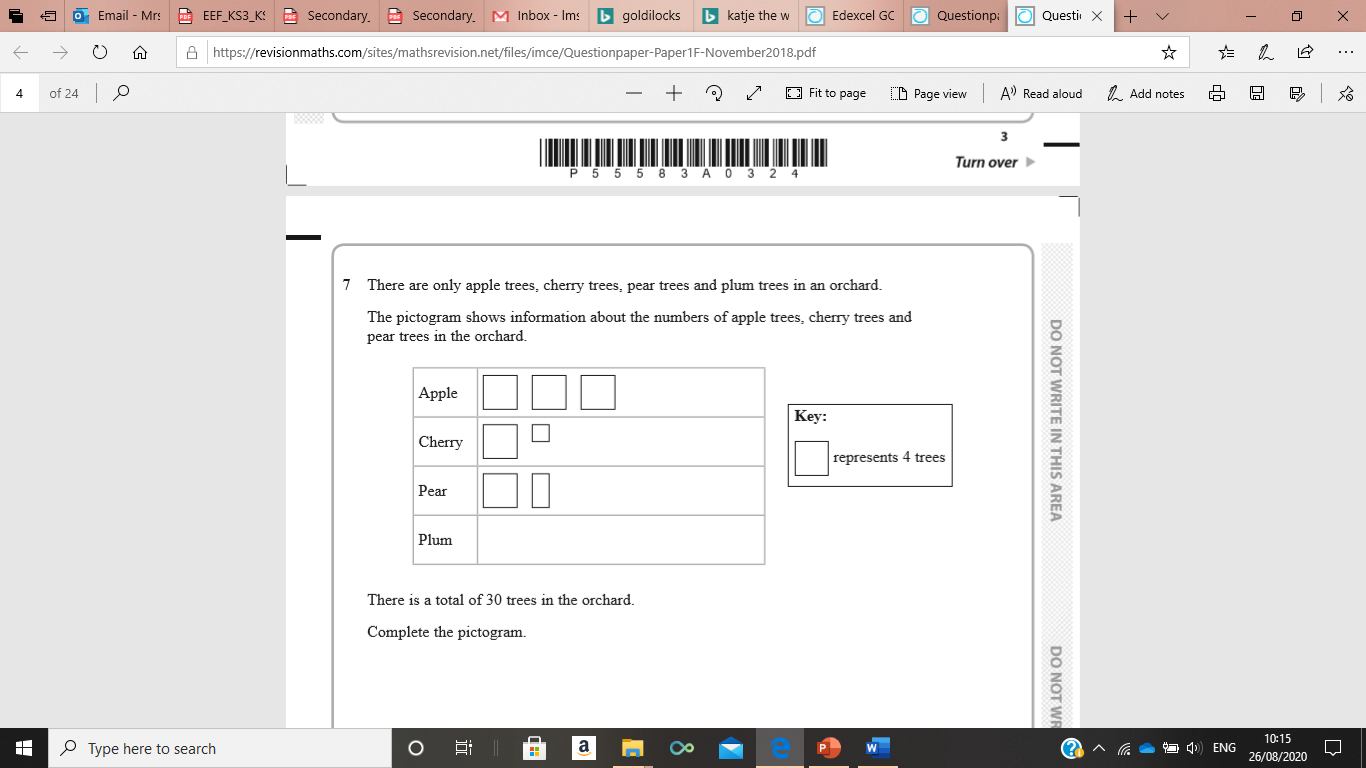 Email - Mrs
EEF_KS3_KS
Secondary_
Secondary_
Inbox - lms
goldilocks
katje the w
Edexcel GC
Questionpa
Questio
https://revisionmaths.com/sites/mathsrevision.net/files/imce/Questionpaper-Paper1F-November2018.pdf
4 of 24
Fit to page
Page view
Read aloud
Add notes
3
P 5 5 5 8 3 A 0 3 2 4
Turn over
7 There are only apple trees, cherry trees, pear trees and plum trees in an orchard.
The pictogram shows information about the numbers of apple trees, cherry trees and
pear trees in the orchard.
Apple
Cherry
Pear
Plum
Key:
represents 4 trees
There is a total of 30 trees in the orchard.
Complete the pictogram.
DO NOT WRITE IN THIS AREA
DO NOT WR
Type here to search
ENG
10:15
26/08/2020